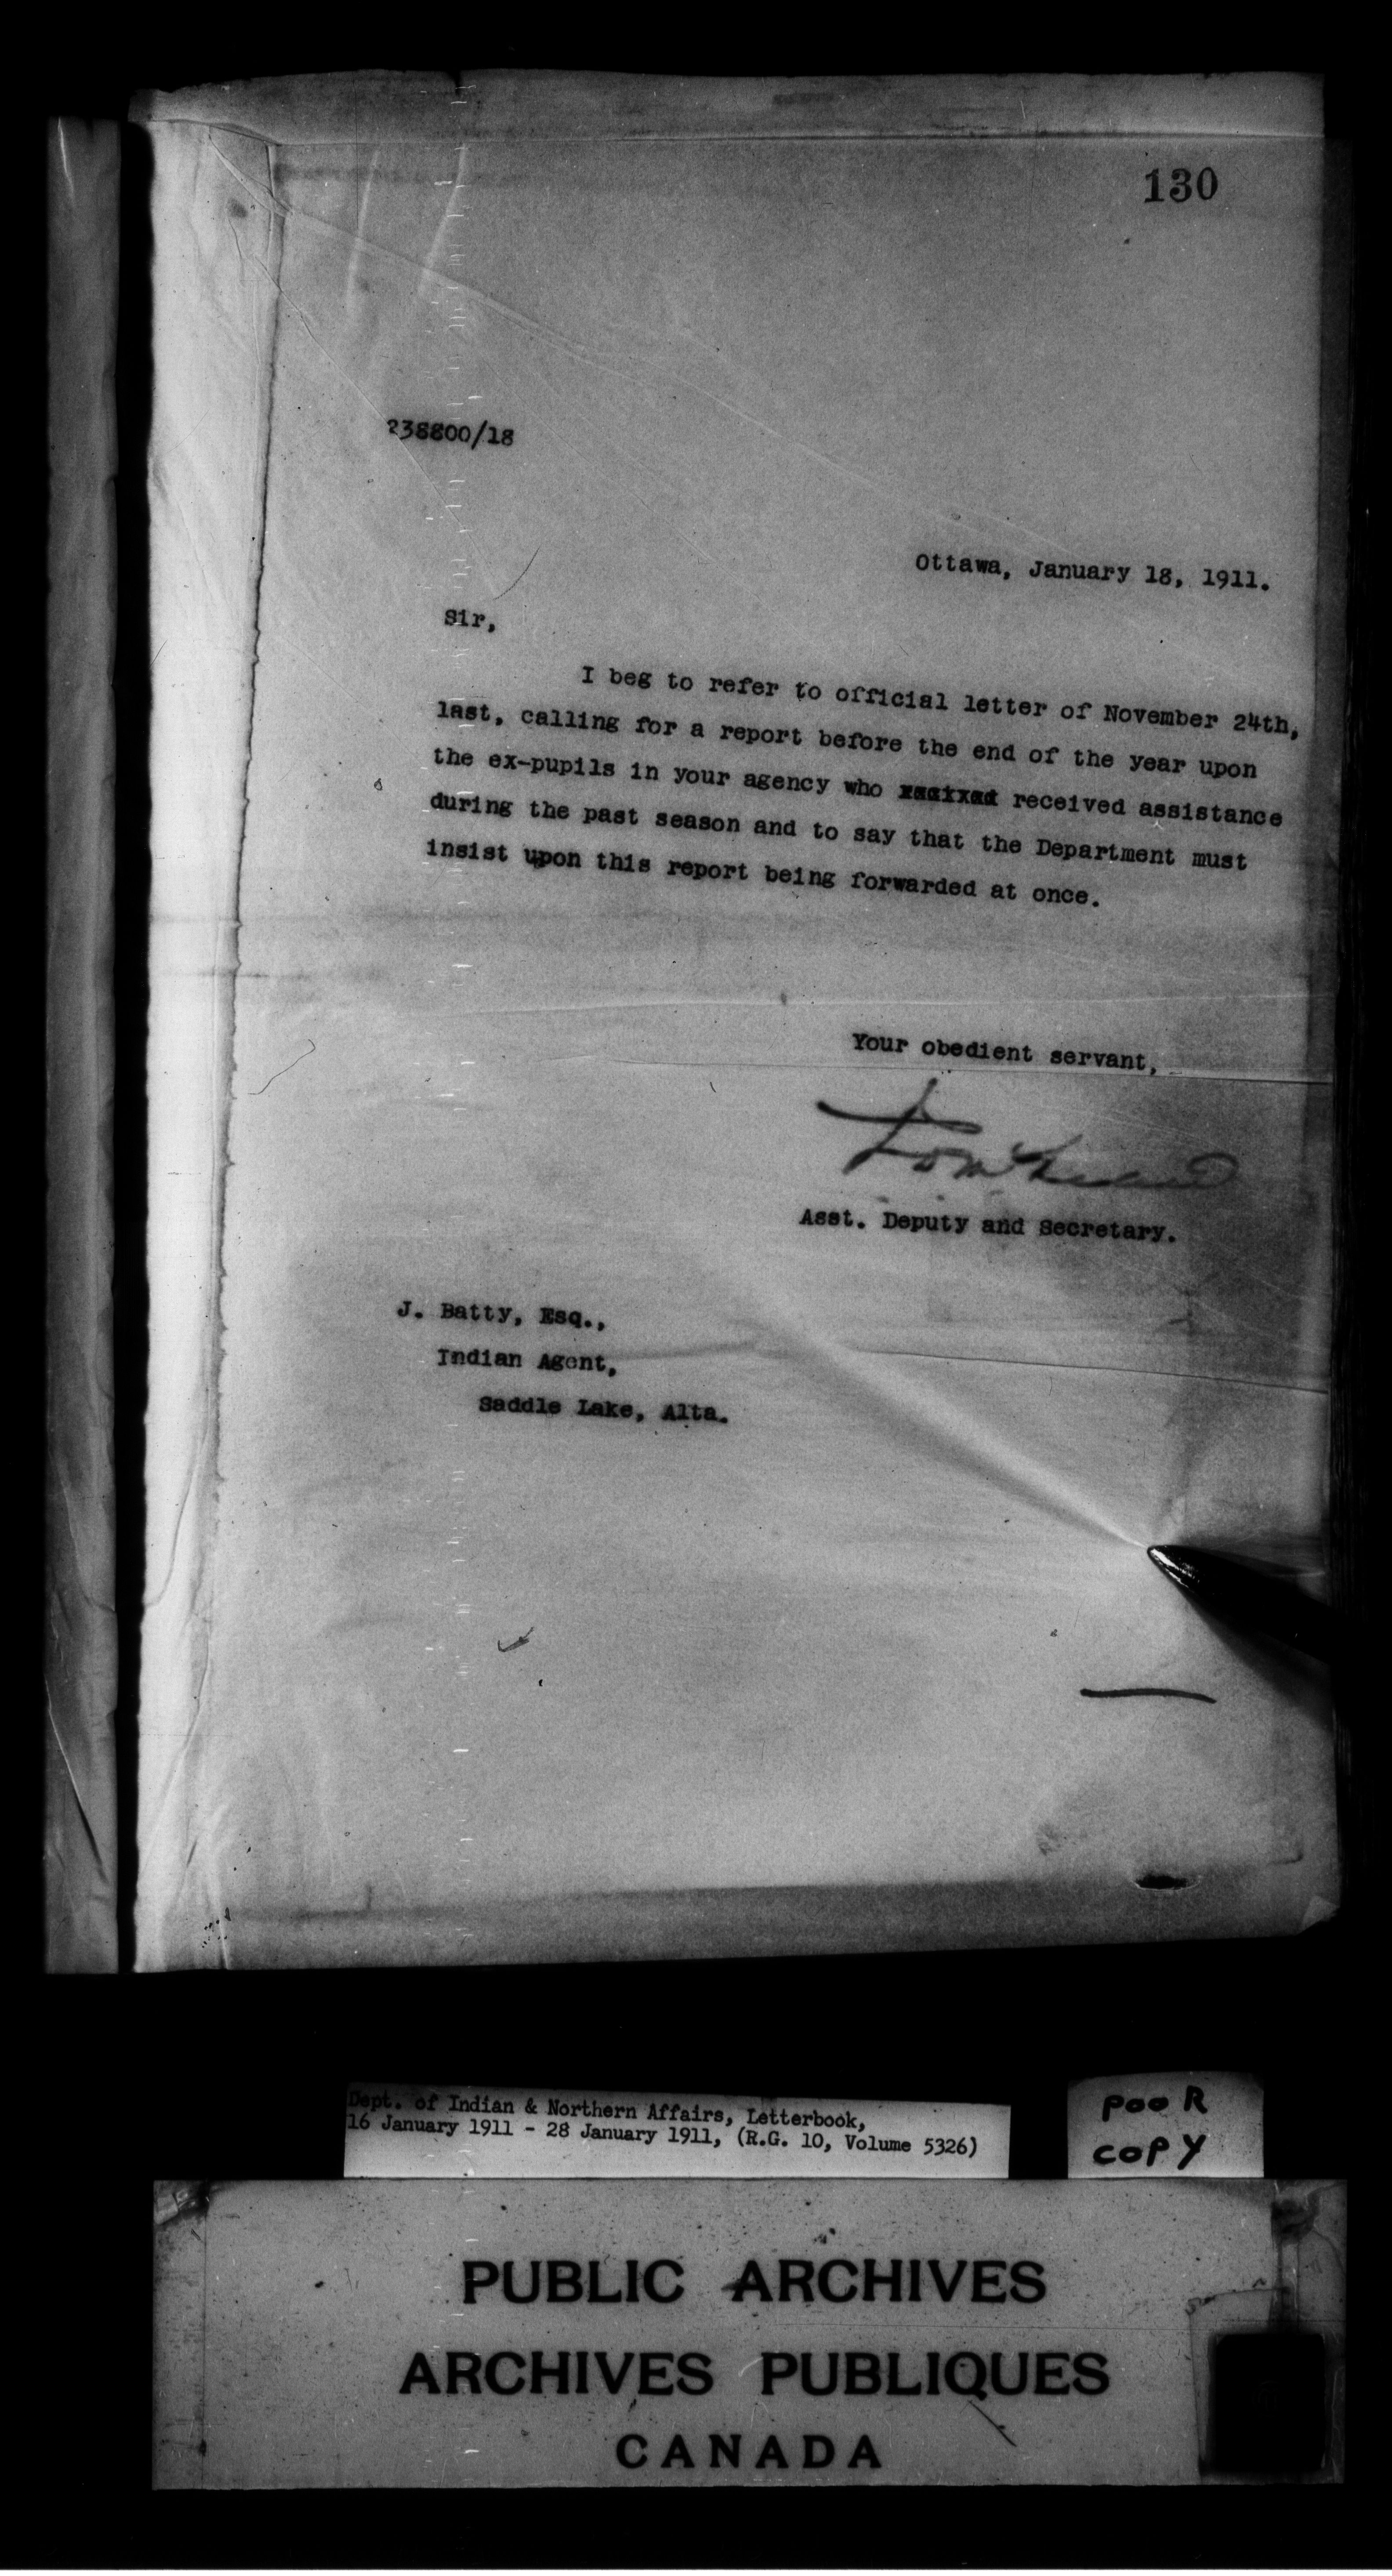 130
238800/18
Ottawa, January 18, 1911.
Sir,
I beg to refer to official letter of November 24th,
last, calling for a report before the end of the year upon
the ex-pupils in your agency who received assistance
during the past season and to say that the Department must
insist upon this report being forwarded at once.
Your obedient servant,
Asst. Deputy and Secretary.
J. Batty, Esq.,
Indian Agent,
Saddle Lake, Alta.
Dept. of Indian & Northern Affairs, Letterbook,
16 January 1911 - 28 January 1911, (R.G. 10, Volume 5326)
pooR
copy
PUBLIC ARCHIVES
ARCHIVES PUBLIQUES
CANADA